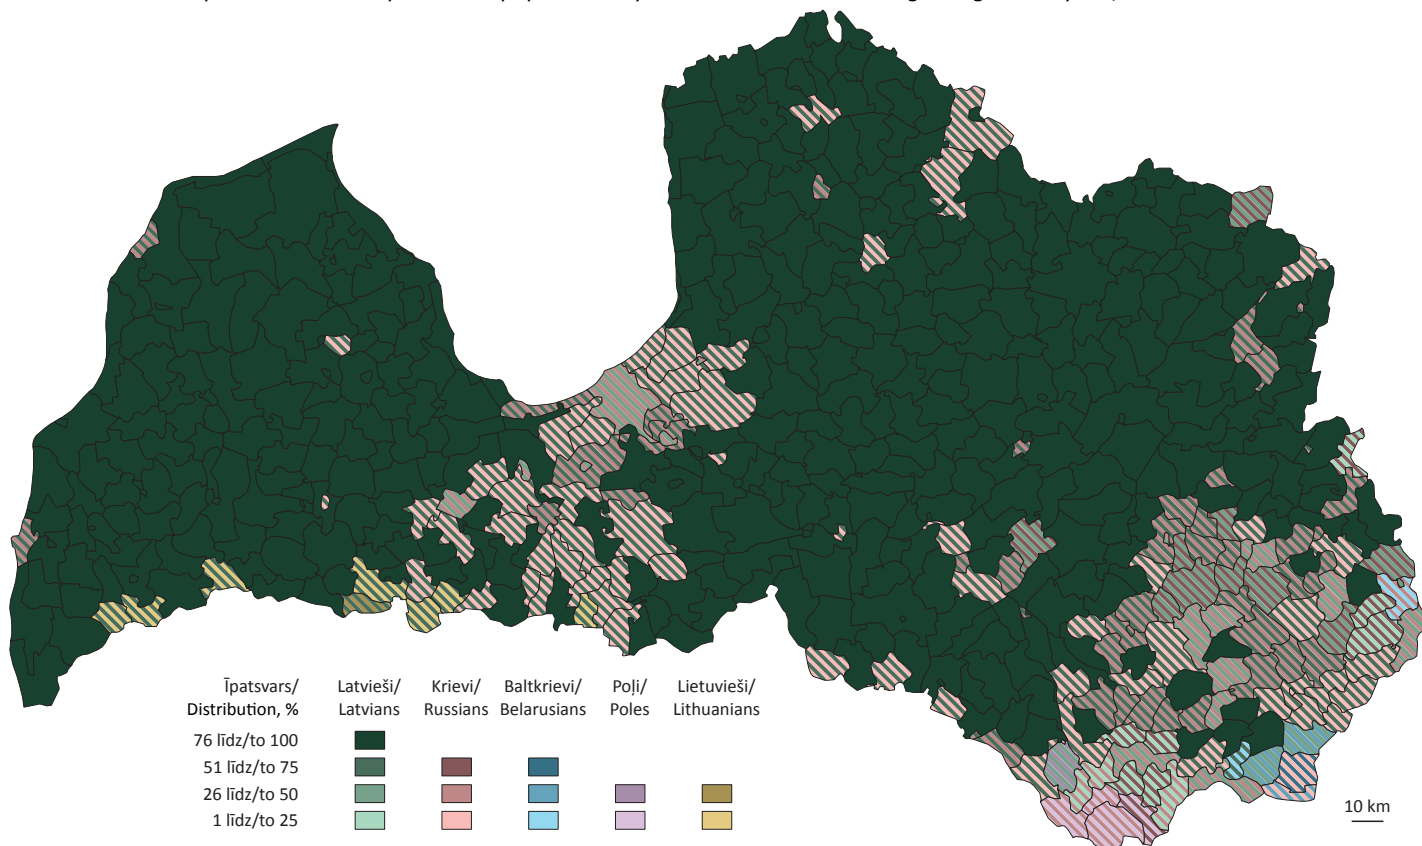 Īpatsvars/ Latvieši/ Krievi/ Baltkrievi/ Poļi/ Lietuvieši/
Distribution, % Latvians Russians Belarusians Poles Lithuanians
76 līdz/to 100
51 līdz/to 75
26 līdz/to 50
1 līdz/to 25
10 km